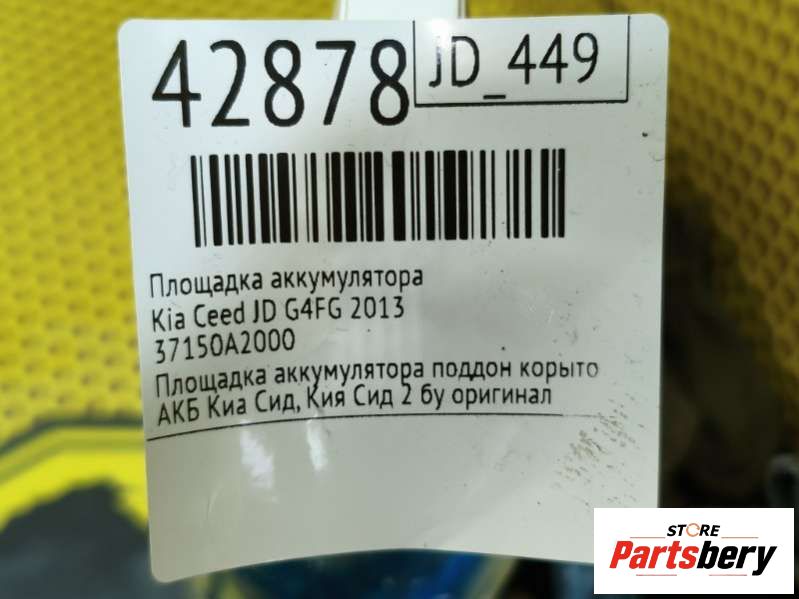 42878
JD_449
Площадка аккумулятора
Kia Ceed JD G4FG 2013
37150A2000
Площадка аккумулятора поддон корыто
АКБ Киа Сид, Кия Сид 2 бу оригинал
STORE
Partsbery